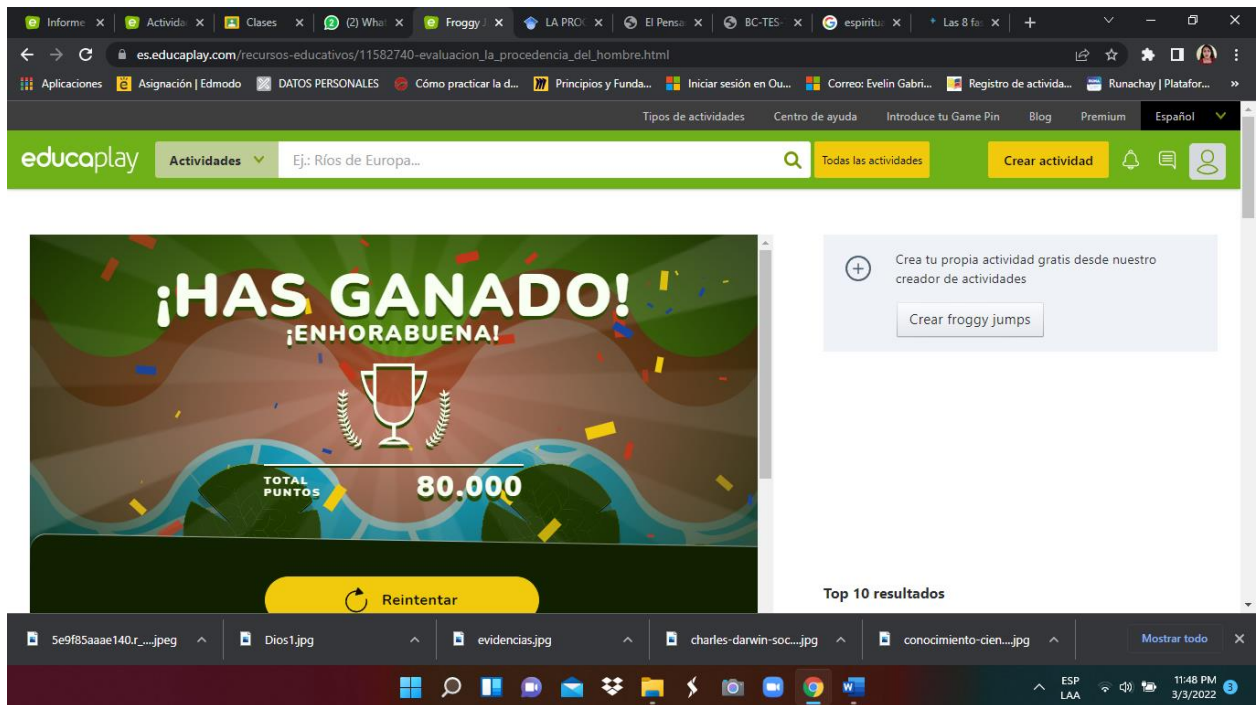 Informe
Activida
Clases
(2) What
Froggy J
LA PROC
El Pensa
BC-TES-
espiritua
Las 8 fas
es.educaplay.com/recursos-educativos/11582740-evaluacion_la_procedencia_del_hombre.html
Aplicaciones Asignación | Edmodo DATOS PERSONALES Cómo practicar la d... Principios y Funda... Iniciar sesión en Ou... Correo: Evelin Gabri... Registro de activida... Runachay | Platafor... »
Tipos de actividades Centro de ayuda Introduce tu Game Pin Blog Premium Español
educaplay Actividades Ej.: Ríos de Europa... Todas las actividades Crear actividad
¡HAS GANADO!
¡ENHORABUENA!
TOTAL
PUNTOS
80.000
Reintentar
Crea tu propia actividad gratis desde nuestro
creador de actividades
Crear froggy jumps
Top 10 resultados
5e9f85aaae140.r_....jpeg Dios1.jpg evidencias.jpg charles-darwin-soc....jpg conocimiento-cien....jpg Mostrar todo
ESP
LAA
11:48 PM
3/3/2022
3